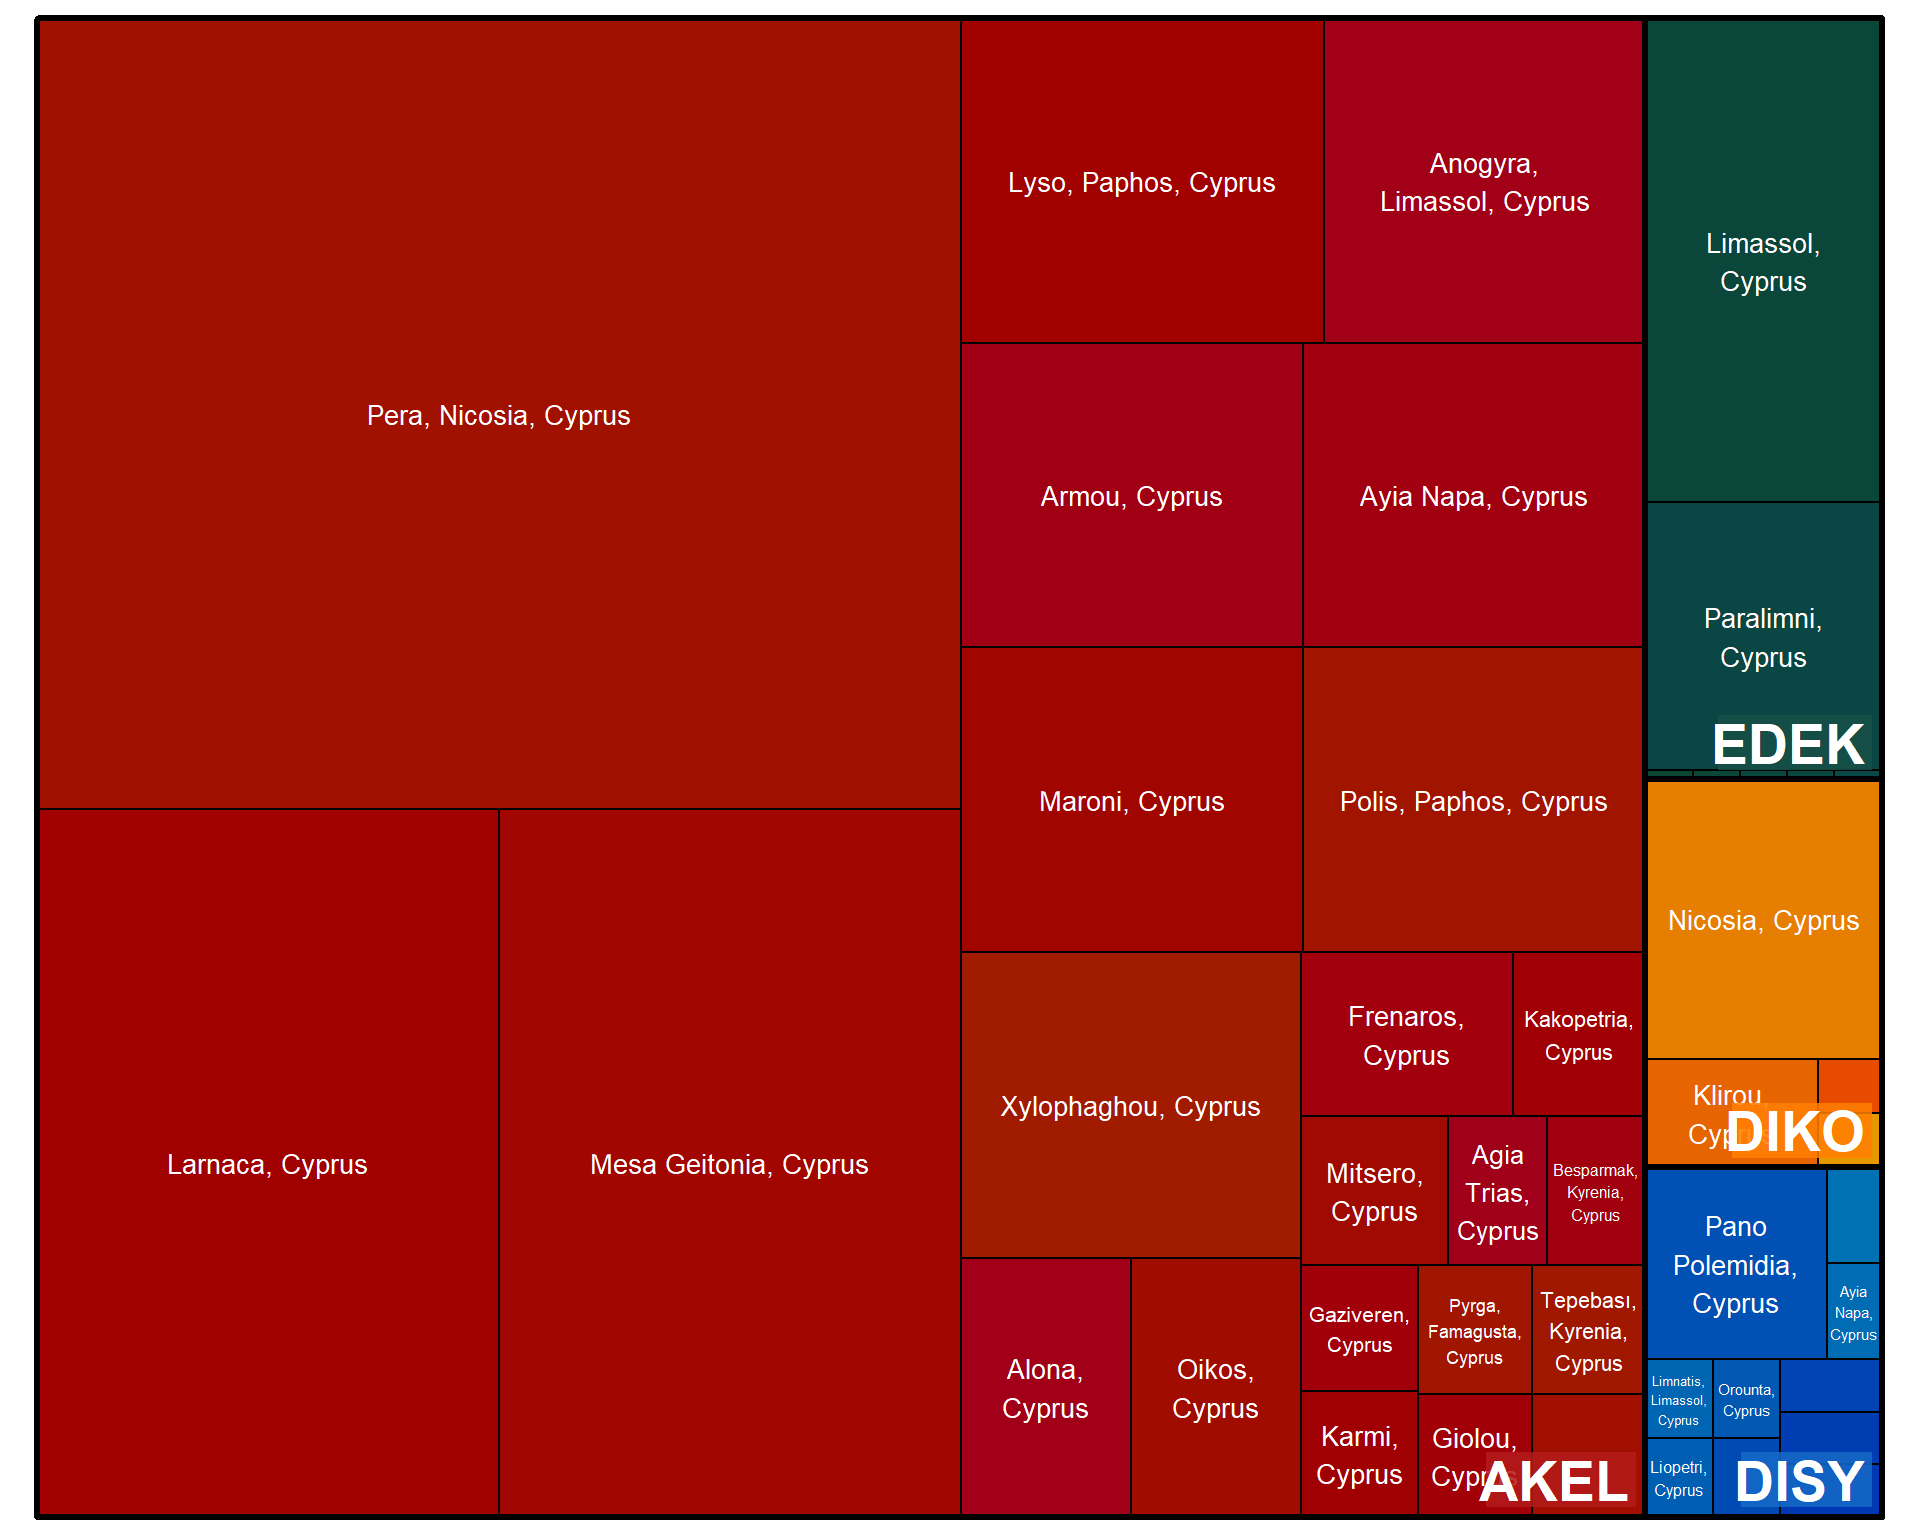 Pera, Nicosia, Cyprus
Larnaca, Cyprus
Mesa Geitonia, Cyprus
Lyso, Paphos, Cyprus
Anogyra,
Limassol, Cyprus
Armou, Cyprus
Ayia Napa, Cyprus
Maroni, Cyprus
Polis, Paphos, Cyprus
Xylophaghou, Cyprus
Alona,
Cyprus
Oikos,
Cyprus
Frenaros,
Cyprus
Kakopetria,
Cyprus
Mitsero,
Cyprus
Agia
Trias,
Cyprus
Besparmak,
Kyrenia,
Cyprus
Gaziveren,
Cyprus
Pyrga,
Famagusta,
Cyprus
Tepebası,
Kyrenia,
Cyprus
Karmi,
Cyprus
Giolou,
Cyprus
AKEL
Limassol,
Cyprus
Paralimni,
Cyprus
EDEK
Nicosia, Cyprus
Klirou,
Cyprus
DIKO
Pano
Polemidia,
Cyprus
Ayia
Napa,
Cyprus
Limnatis,
Limassol,
Cyprus
Orounta,
Cyprus
Liopetri,
Cyprus
DISY